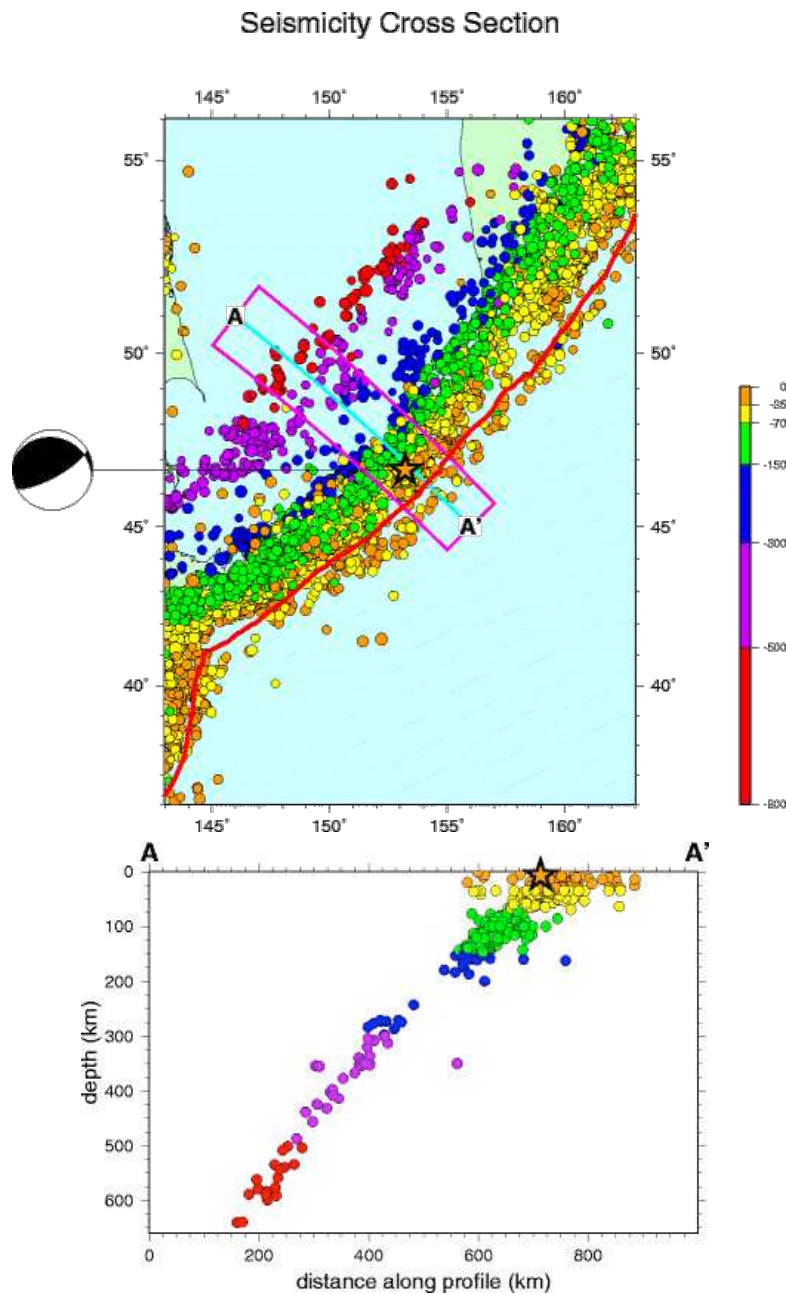 Seismicity Cross Section
145° 150° 155° 160°
55° 55°
A
50° 50°
0
-35
-70
-150
-300
-500
-800
45° A' 45°
40° 40°
145° 150° 155° 160°
A A'
0
100
200
300
400
500
600
depth (km)
0 200 400 600 800
distance along profile (km)